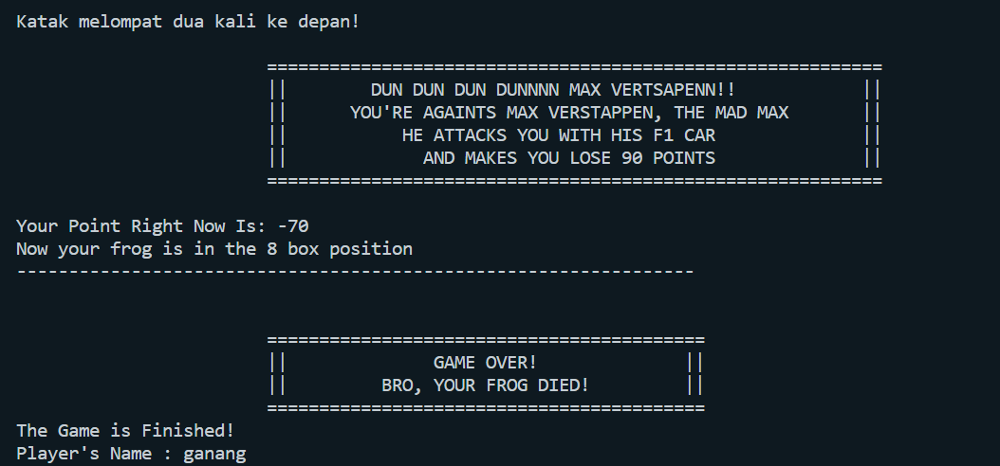 Katak melompat dua kali ke depan!
===========================================================
|| DUN DUN DUN DUNNNN MAX VERTSAPENN!! ||
|| YOU'RE AGAINTS MAX VERSTAPPEN, THE MAD MAX ||
|| HE ATTACKS YOU WITH HIS F1 CAR ||
|| AND MAKES YOU LOSE 90 POINTS ||
===========================================================
Your Point Right Now Is: -70
Now your frog is in the 8 box position
-----------------------------------------------------------------
==========================================
|| GAME OVER! ||
|| BRO, YOUR FROG DIED! ||
==========================================
The Game is Finished!
Player's Name : ganang